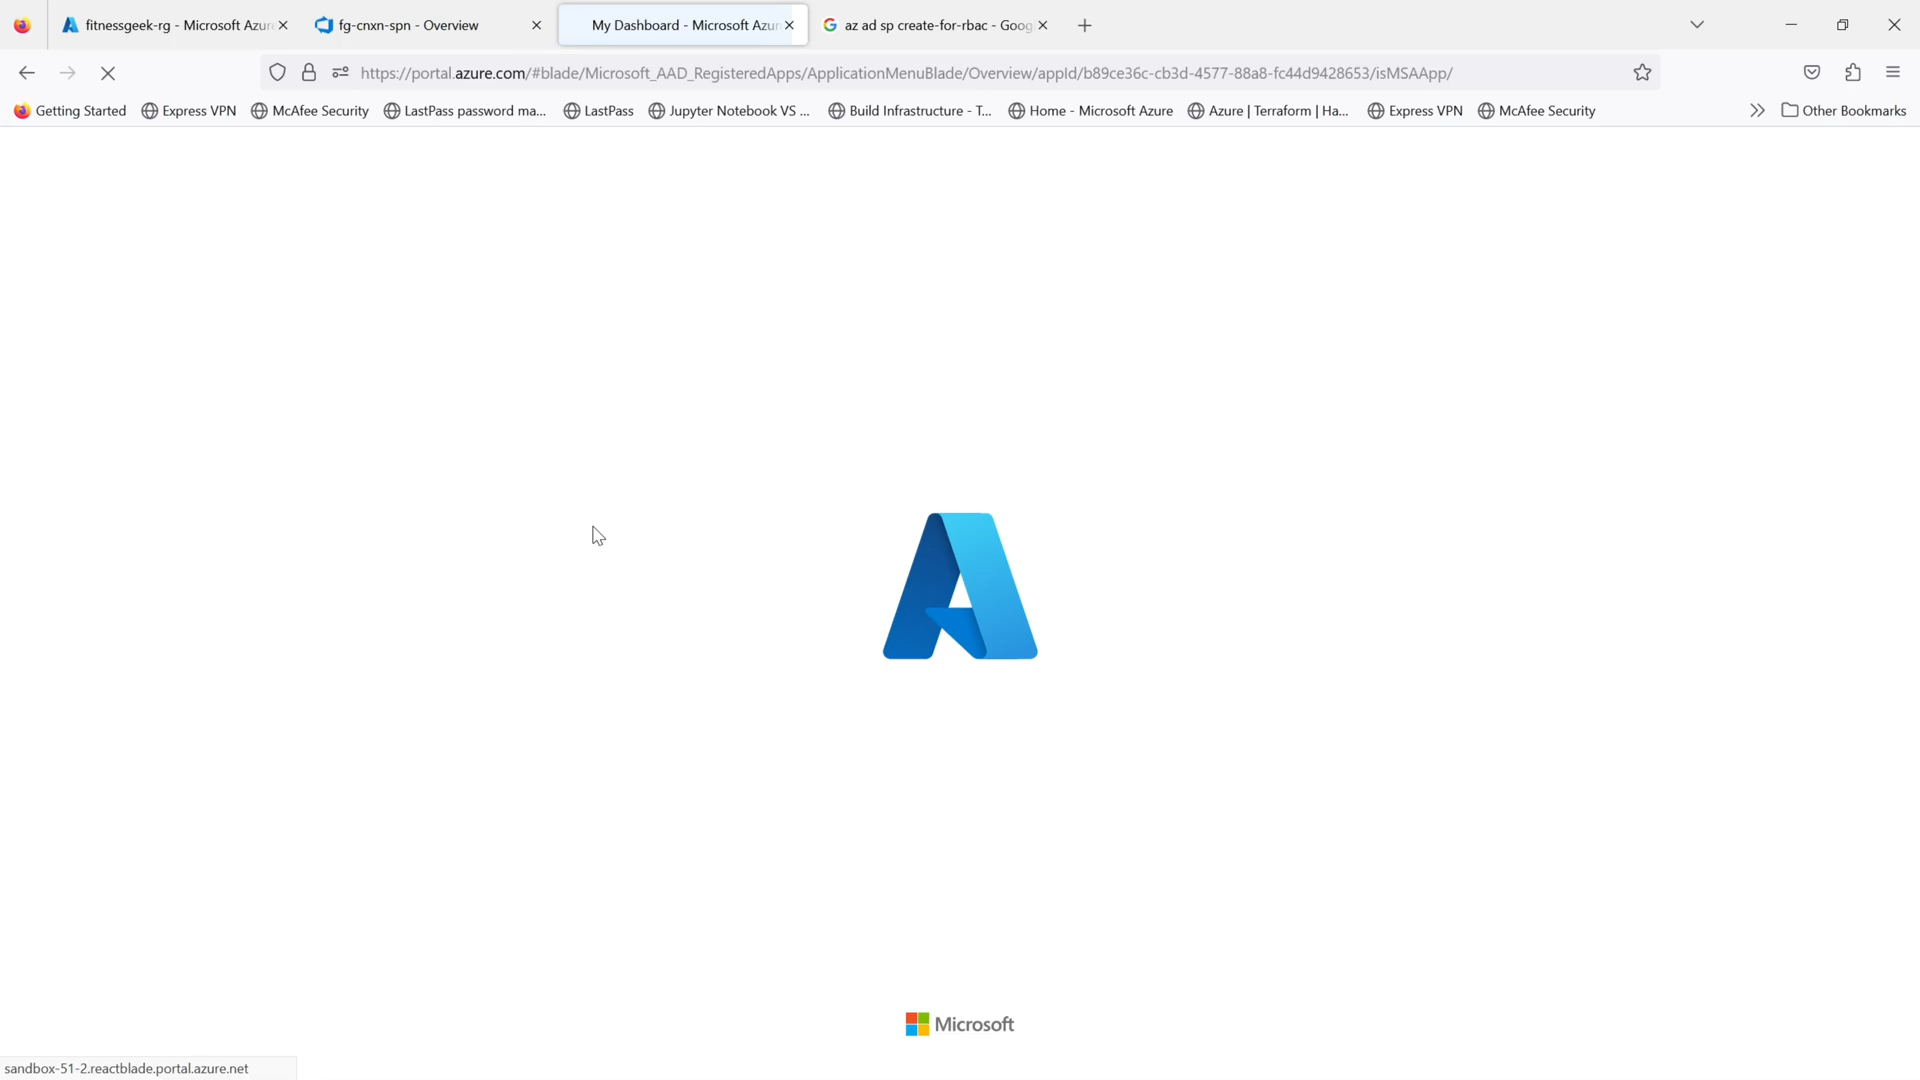 fitnessgeek-rg - Microsoft Azure
fg-cnxn-spn - Overview
My Dashboard - Microsoft Azur
az ad sp create-for-rbac - Goog
https://portal.azure.com/#blade/Microsoft_AAD_RegisteredApps/ApplicationMenuBlade/Overview/appId/b89ce36c-cb3d-4577-88a8-fc44d9428653/isMSAApp/
Getting Started Express VPN McAfee Security LastPass password ma... LastPass Jupyter Notebook VS ... Build Infrastructure - T... Home - Microsoft Azure Azure | Terraform | Ha... Express VPN McAfee Security Other Bookmarks
Microsoft
sandbox-51-2.reactblade.portal.azure.net